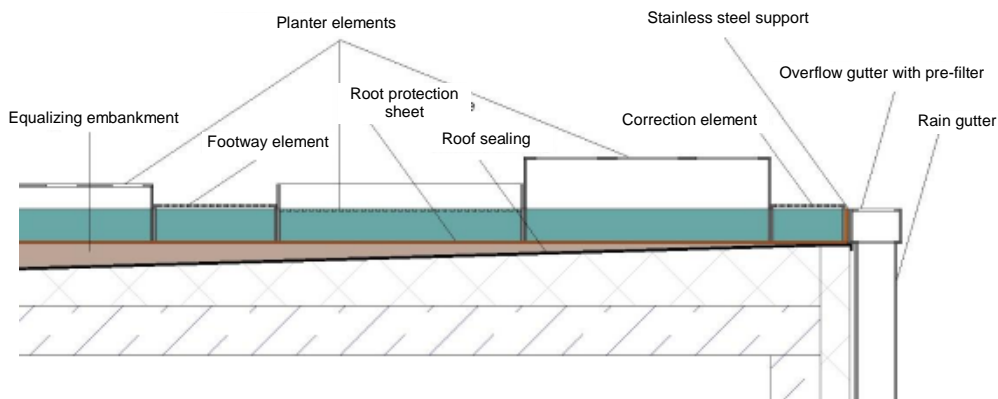 Planter elements
Stainless steel support
Overflow gutter with pre-filter
Root protection
sheet
Equalizing embankment
Correction element
Rain gutter
Footway element
Roof sealing